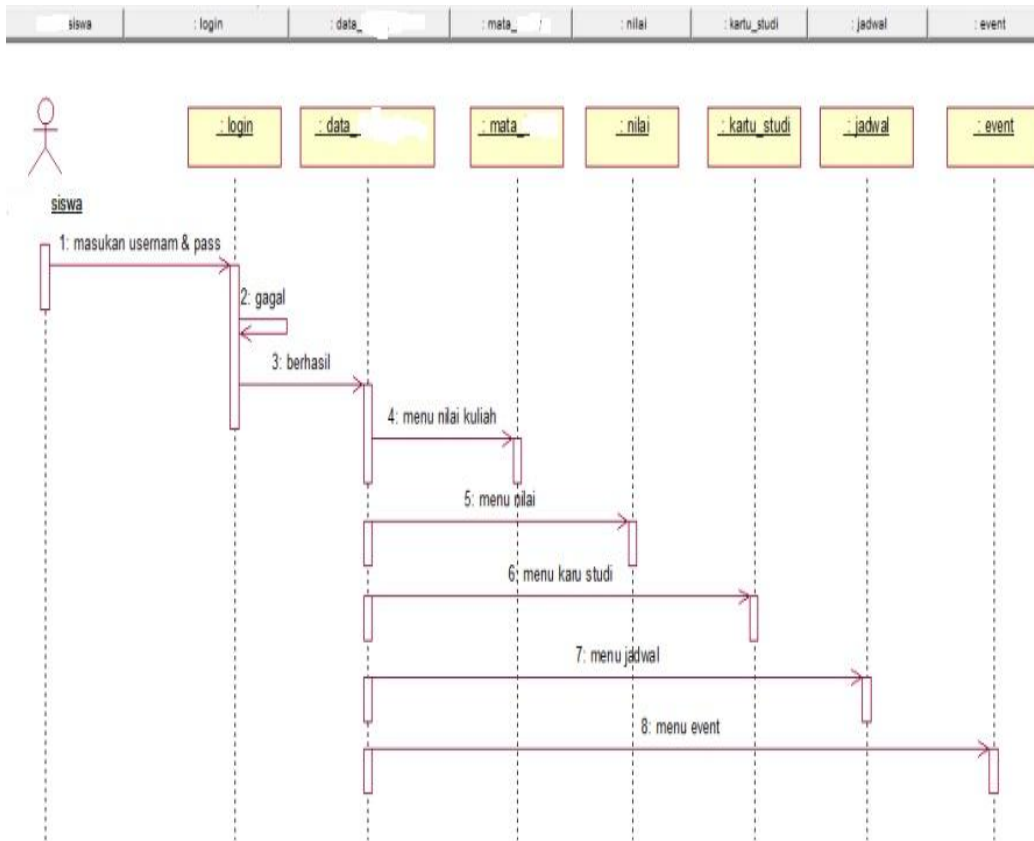 siswa : login : data_ : mata_ : nilai : kartu_studi : jadwal : event
: login : data_ : mata_ : nilai : kartu_studi : jadwal : event
siswa
1: masukan usernam & pass
2: gagal
3: berhasil
4: menu nilai kuliah
5: menu nilai
6: menu karu studi
7: menu jadwal
8: menu event